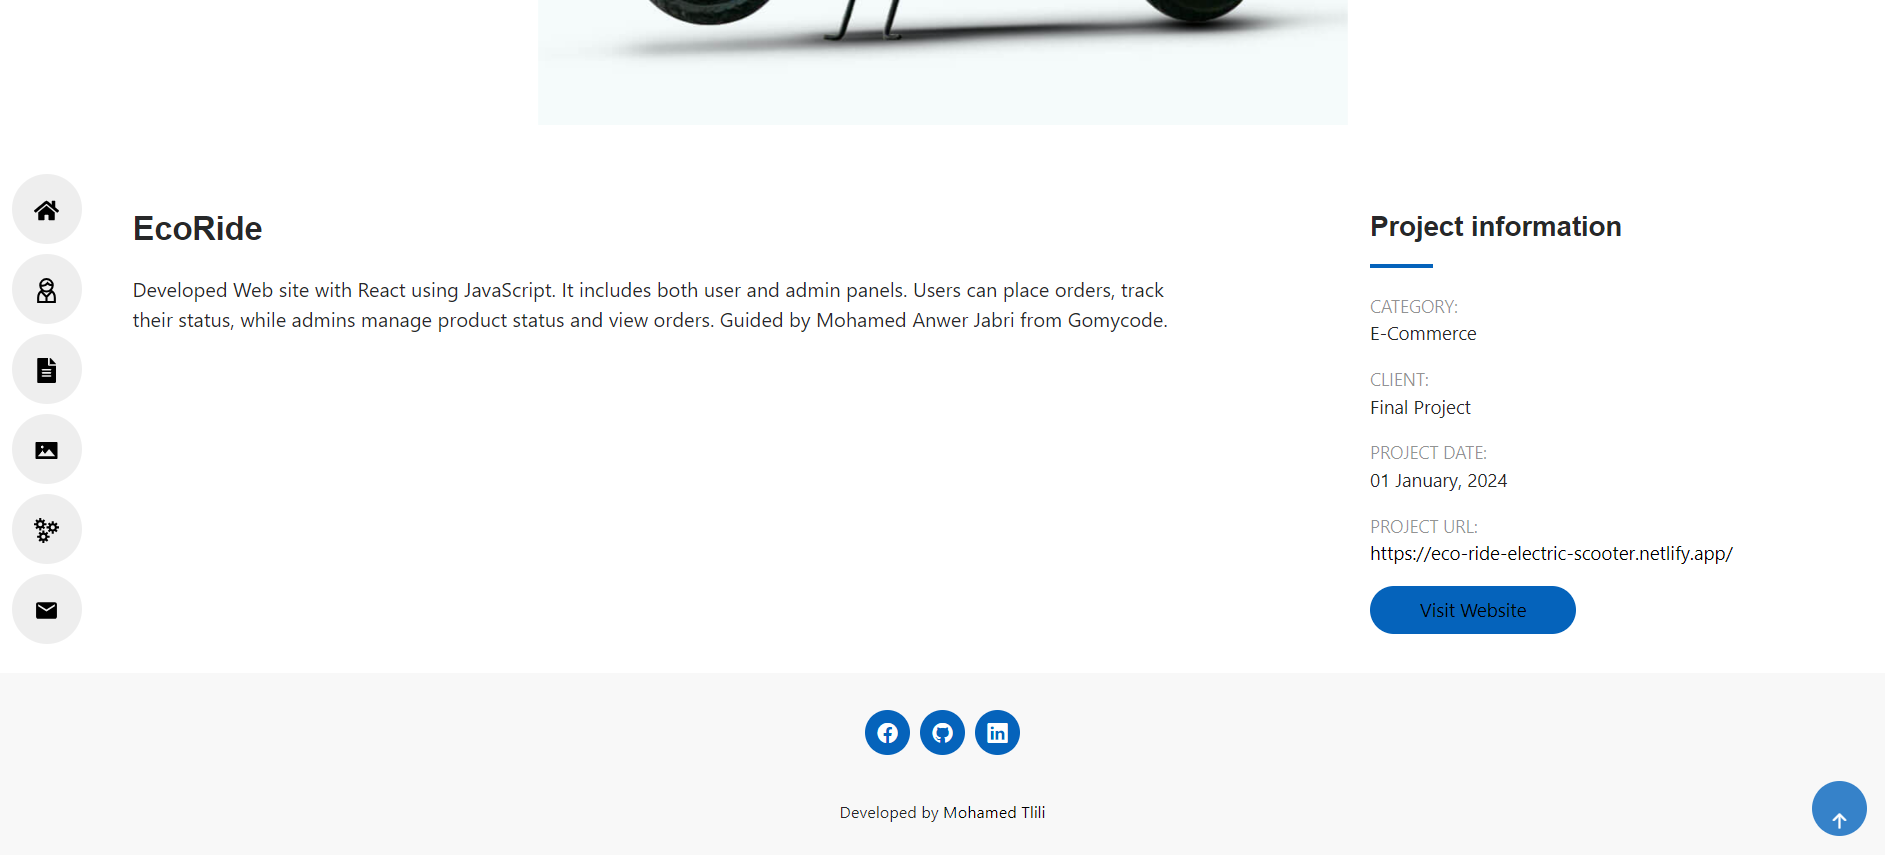 EcoRide
Developed Web site with React using JavaScript. It includes both user and admin panels. Users can place orders, track
their status, while admins manage product status and view orders. Guided by Mohamed Anwer Jabri from Gomycode.
Project information
CATEGORY:
E-Commerce
CLIENT:
Final Project
PROJECT DATE:
01 January, 2024
PROJECT URL:
https://eco-ride-electric-scooter.netlify.app/
Visit Website
Developed by Mohamed Tlili